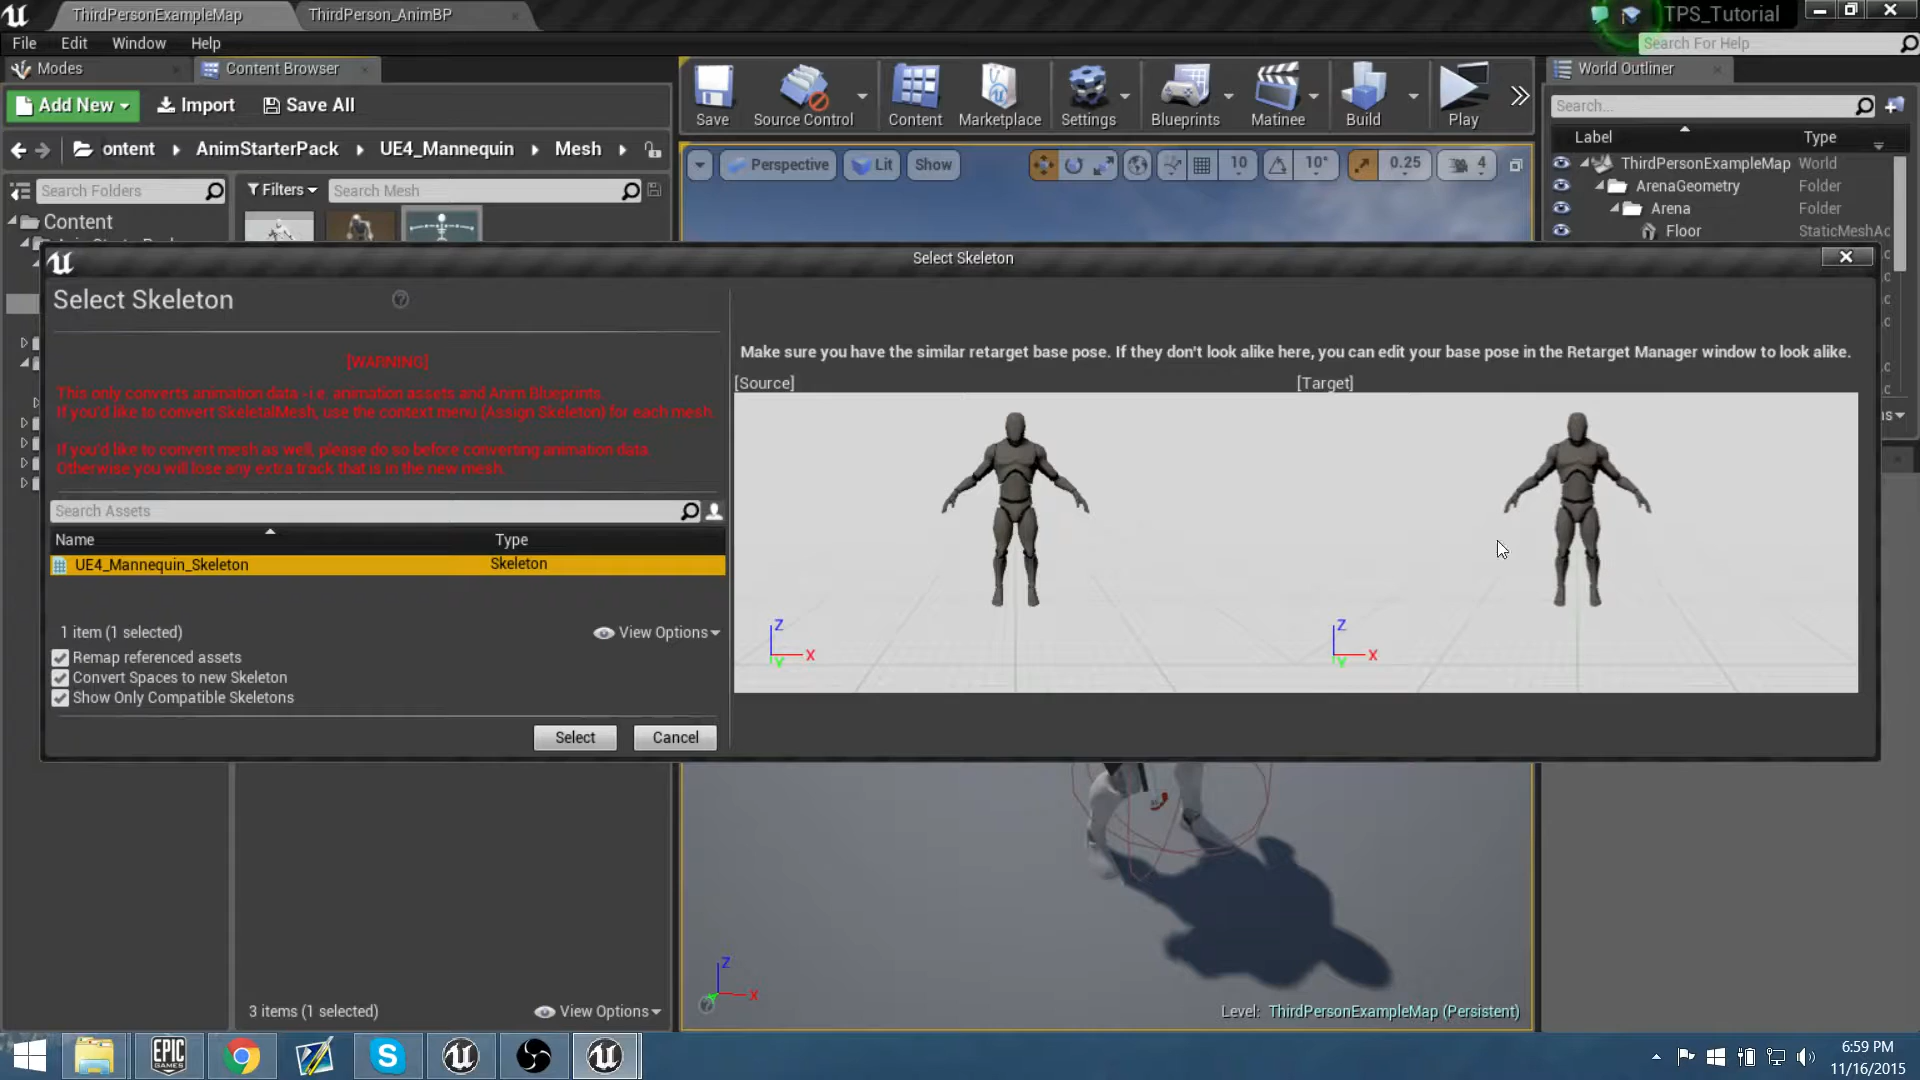 ThirdPersonExampleMap
ThirdPerson_AnimBP
TPS_Tutorial
File Edit Window Help
Search For Help
Modes
Content Browser
World Outliner
Add New
Import
Save All
Save
Source Control
Content
Marketplace
Settings
Blueprints
Matinee
Build
Play
Search...
Label
Type
ontent
AnimStarterPack
UE4_Mannequin
Mesh
Perspective
Lit
Show
10
10°
0.25
4
ThirdPersonExampleMap World
ArenaGeometry Folder
Arena Folder
Floor StaticMeshAc
Search Folders
Filters
Search Mesh
Content
Select Skeleton
Select Skeleton
[WARNING]
This only converts animation data - i.e. animation assets and Anim Blueprints.
If you'd like to convert SkeletalMesh, use the context menu (Assign Skeleton) for each mesh.
If you'd like to convert mesh as well, please do so before converting animation data.
Otherwise you will lose any extra track that is in the new mesh.
Make sure you have the similar retarget base pose. If they don't look alike here, you can edit your base pose in the Retarget Manager window to look alike.
[Source]
[Target]
Search Assets
Name
Type
UE4_Mannequin_Skeleton
Skeleton
1 item (1 selected)
View Options
Remap referenced assets
Convert Spaces to new Skeleton
Show Only Compatible Skeletons
Select
Cancel
Z
X
Y
Z
X
Y
Z
X
3 items (1 selected)
View Options
Level: ThirdPersonExampleMap (Persistent)
EPIC
GAMES
6:59 PM
11/16/2015